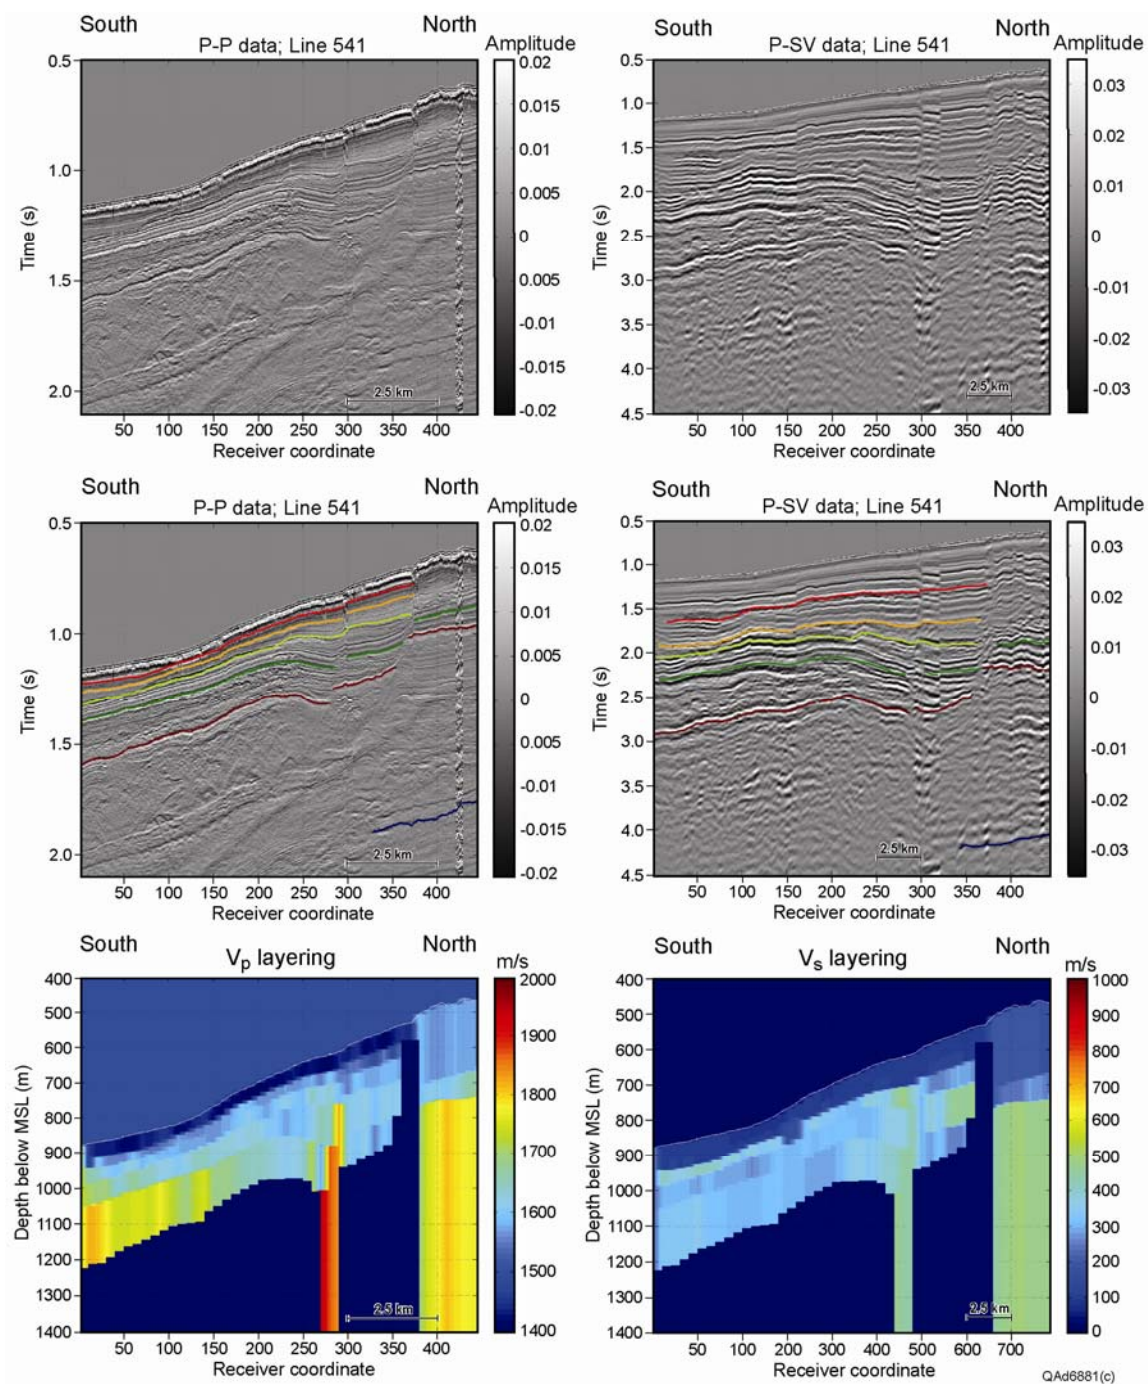 South North South North
P-P data; Line 541 Amplitude P-SV data; Line 541 Amplitude
0.5 1.0 1.5 2.0
Time (s)
0.02 0.015 0.01 0.005 0 0.005 -0.01 -0.015 -0.02
2.5 km
50 100 150 200 250 300 350 400
Receiver coordinate
0.5 1.0 1.5 2.0 2.5 3.0 3.5 4.0 4.5
Time (s)
0.03 0.02 0.01 0 -0.01 -0.02 -0.03
2.5 km
50 100 150 200 250 300 350 400
Receiver coordinate
South North South North
P-P data; Line 541 Amplitude P-SV data; Line 541 Amplitude
0.5 1.0 1.5 2.0
Time (s)
0.02 0.01 0.005 0 -0.005 -0.01 -0.015 -0.02
2.5 km
50 100 150 200 250 300 350 400
Receiver coordinate
0.5 1.0 1.5 2.0 2.5 3.0 3.5 4.0 4.5
Time (s)
0.03 0.02 0.01 0 -0.01 -0.02 -0.03
2.5 km
50 100 150 200 250 300 350 400
Receiver coordinate
South North South North
Vp layering m/s Vs layering m/s
400 500 600 700 800 900 1000 1100 1200 1300 1400
Depth below MSL (m)
2000 1900 1800 1700 1600 1500 1400
2.5 km
50 100 150 200 250 300 350 400
Receiver coordinate
400 500 600 700 800 900 1000 1100 1200 1300 1400
Depth below MSL (m)
1000 900 800 700 600 500 400 300 200 100 0
2.5 km
100 200 300 400 500 600 700
Receiver coordinate
QAd6881(c)